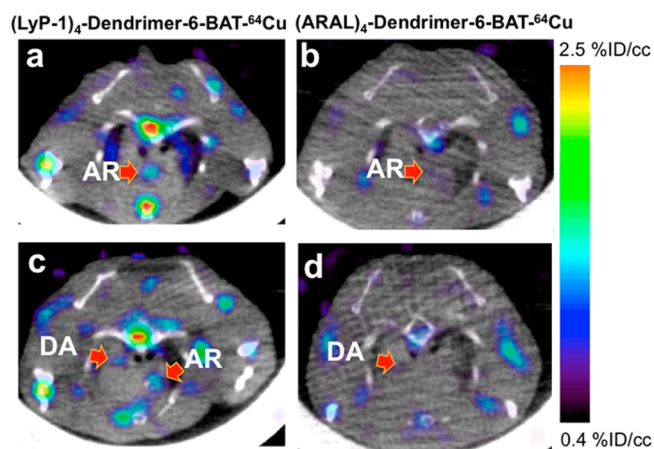 (LyP-1)₄-Dendrimer-6-BAT-⁶⁴Cu (ARAL)₄-Dendrimer-6-BAT-⁶⁴Cu
2.5 %ID/cc
a
b
AR
AR
c
d
DA
AR
DA
0.4 %ID/cc